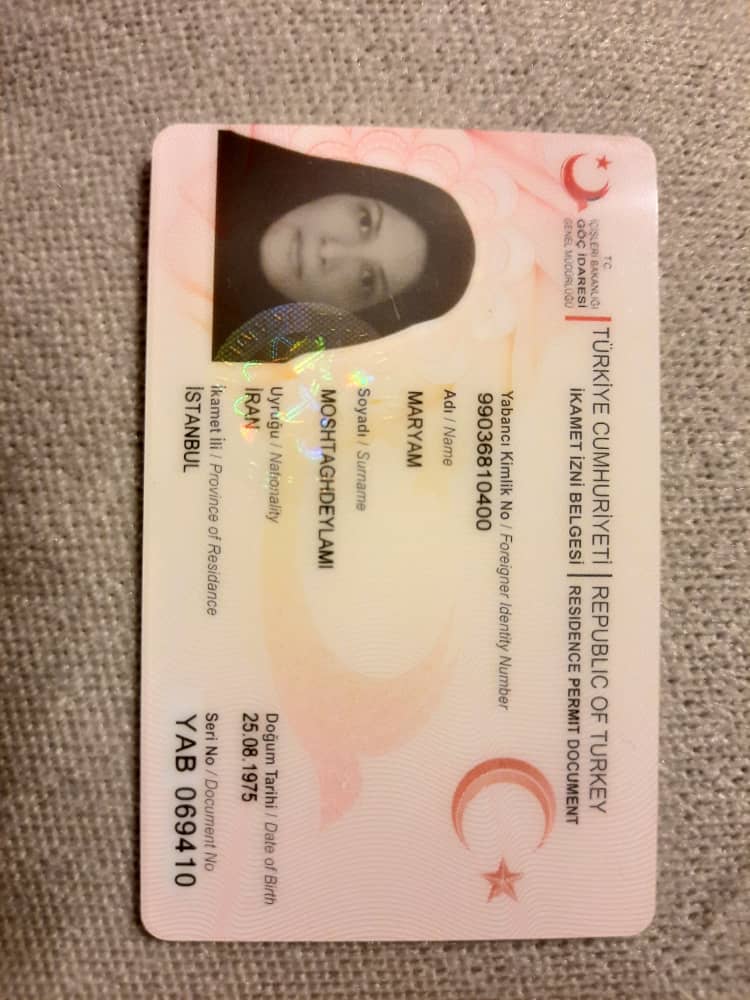 T.C.
İÇİŞLERİ BAKANLIĞI
GÖÇ İDARESİ
GENEL MÜDÜRLÜĞÜ
TÜRKİYE CUMHURİYETİ
İKAMET İZNİ BELGESİ
REPUBLIC OF TURKEY
RESIDENCE PERMIT DOCUMENT
Yabancı Kimlik No / Foreigner Identity Number
99036810400
Adı / Name
MARYAM
Soyadı / Surname
MOSHTAGHDEYLAMI
Uyruğu / Nationality
İRAN
Doğum Tarihi / Date of Birth
25.08.1975
İkamet İli / Province of Residance
İSTANBUL
Seri No / Document No
YAB 069410